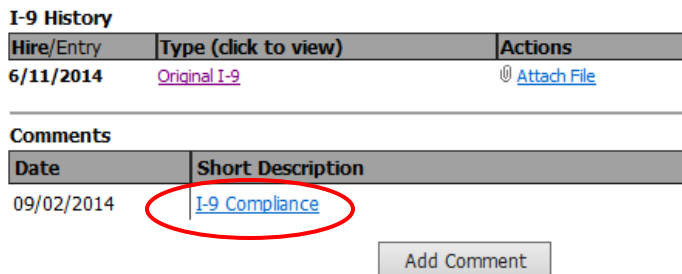 I-9 History
Hire/Entry Type (click to view) Actions
6/11/2014 Original I-9 Attach File
Comments
Date Short Description
09/02/2014 I-9 Compliance
Add Comment